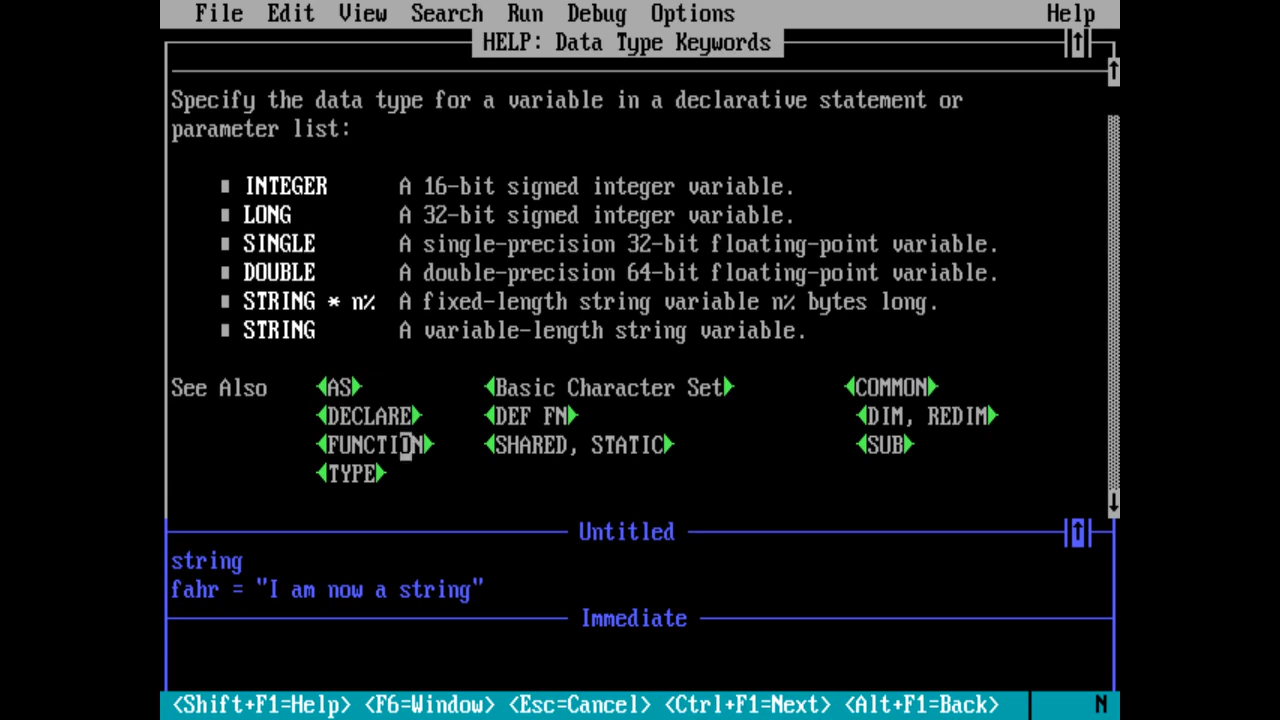 File Edit View Search Run Debug Options Help
HELP: Data Type Keywords
Specify the data type for a variable in a declarative statement or
parameter list:
INTEGER A 16-bit signed integer variable.
LONG A 32-bit signed integer variable.
SINGLE A single-precision 32-bit floating-point variable.
DOUBLE A double-precision 64-bit floating-point variable.
STRING * n% A fixed-length string variable n% bytes long.
STRING A variable-length string variable.
See Also AS Basic Character Set COMMON
DECLARE DEF FN DIM, REDIM
FUNCTION SHARED, STATIC SUB
TYPE
Untitled
string
fahr = "I am now a string"
Immediate
<Shift+F1=Help> <F6=Window> <Esc=Cancel> <Ctrl+F1=Next> <Alt+F1=Back> N